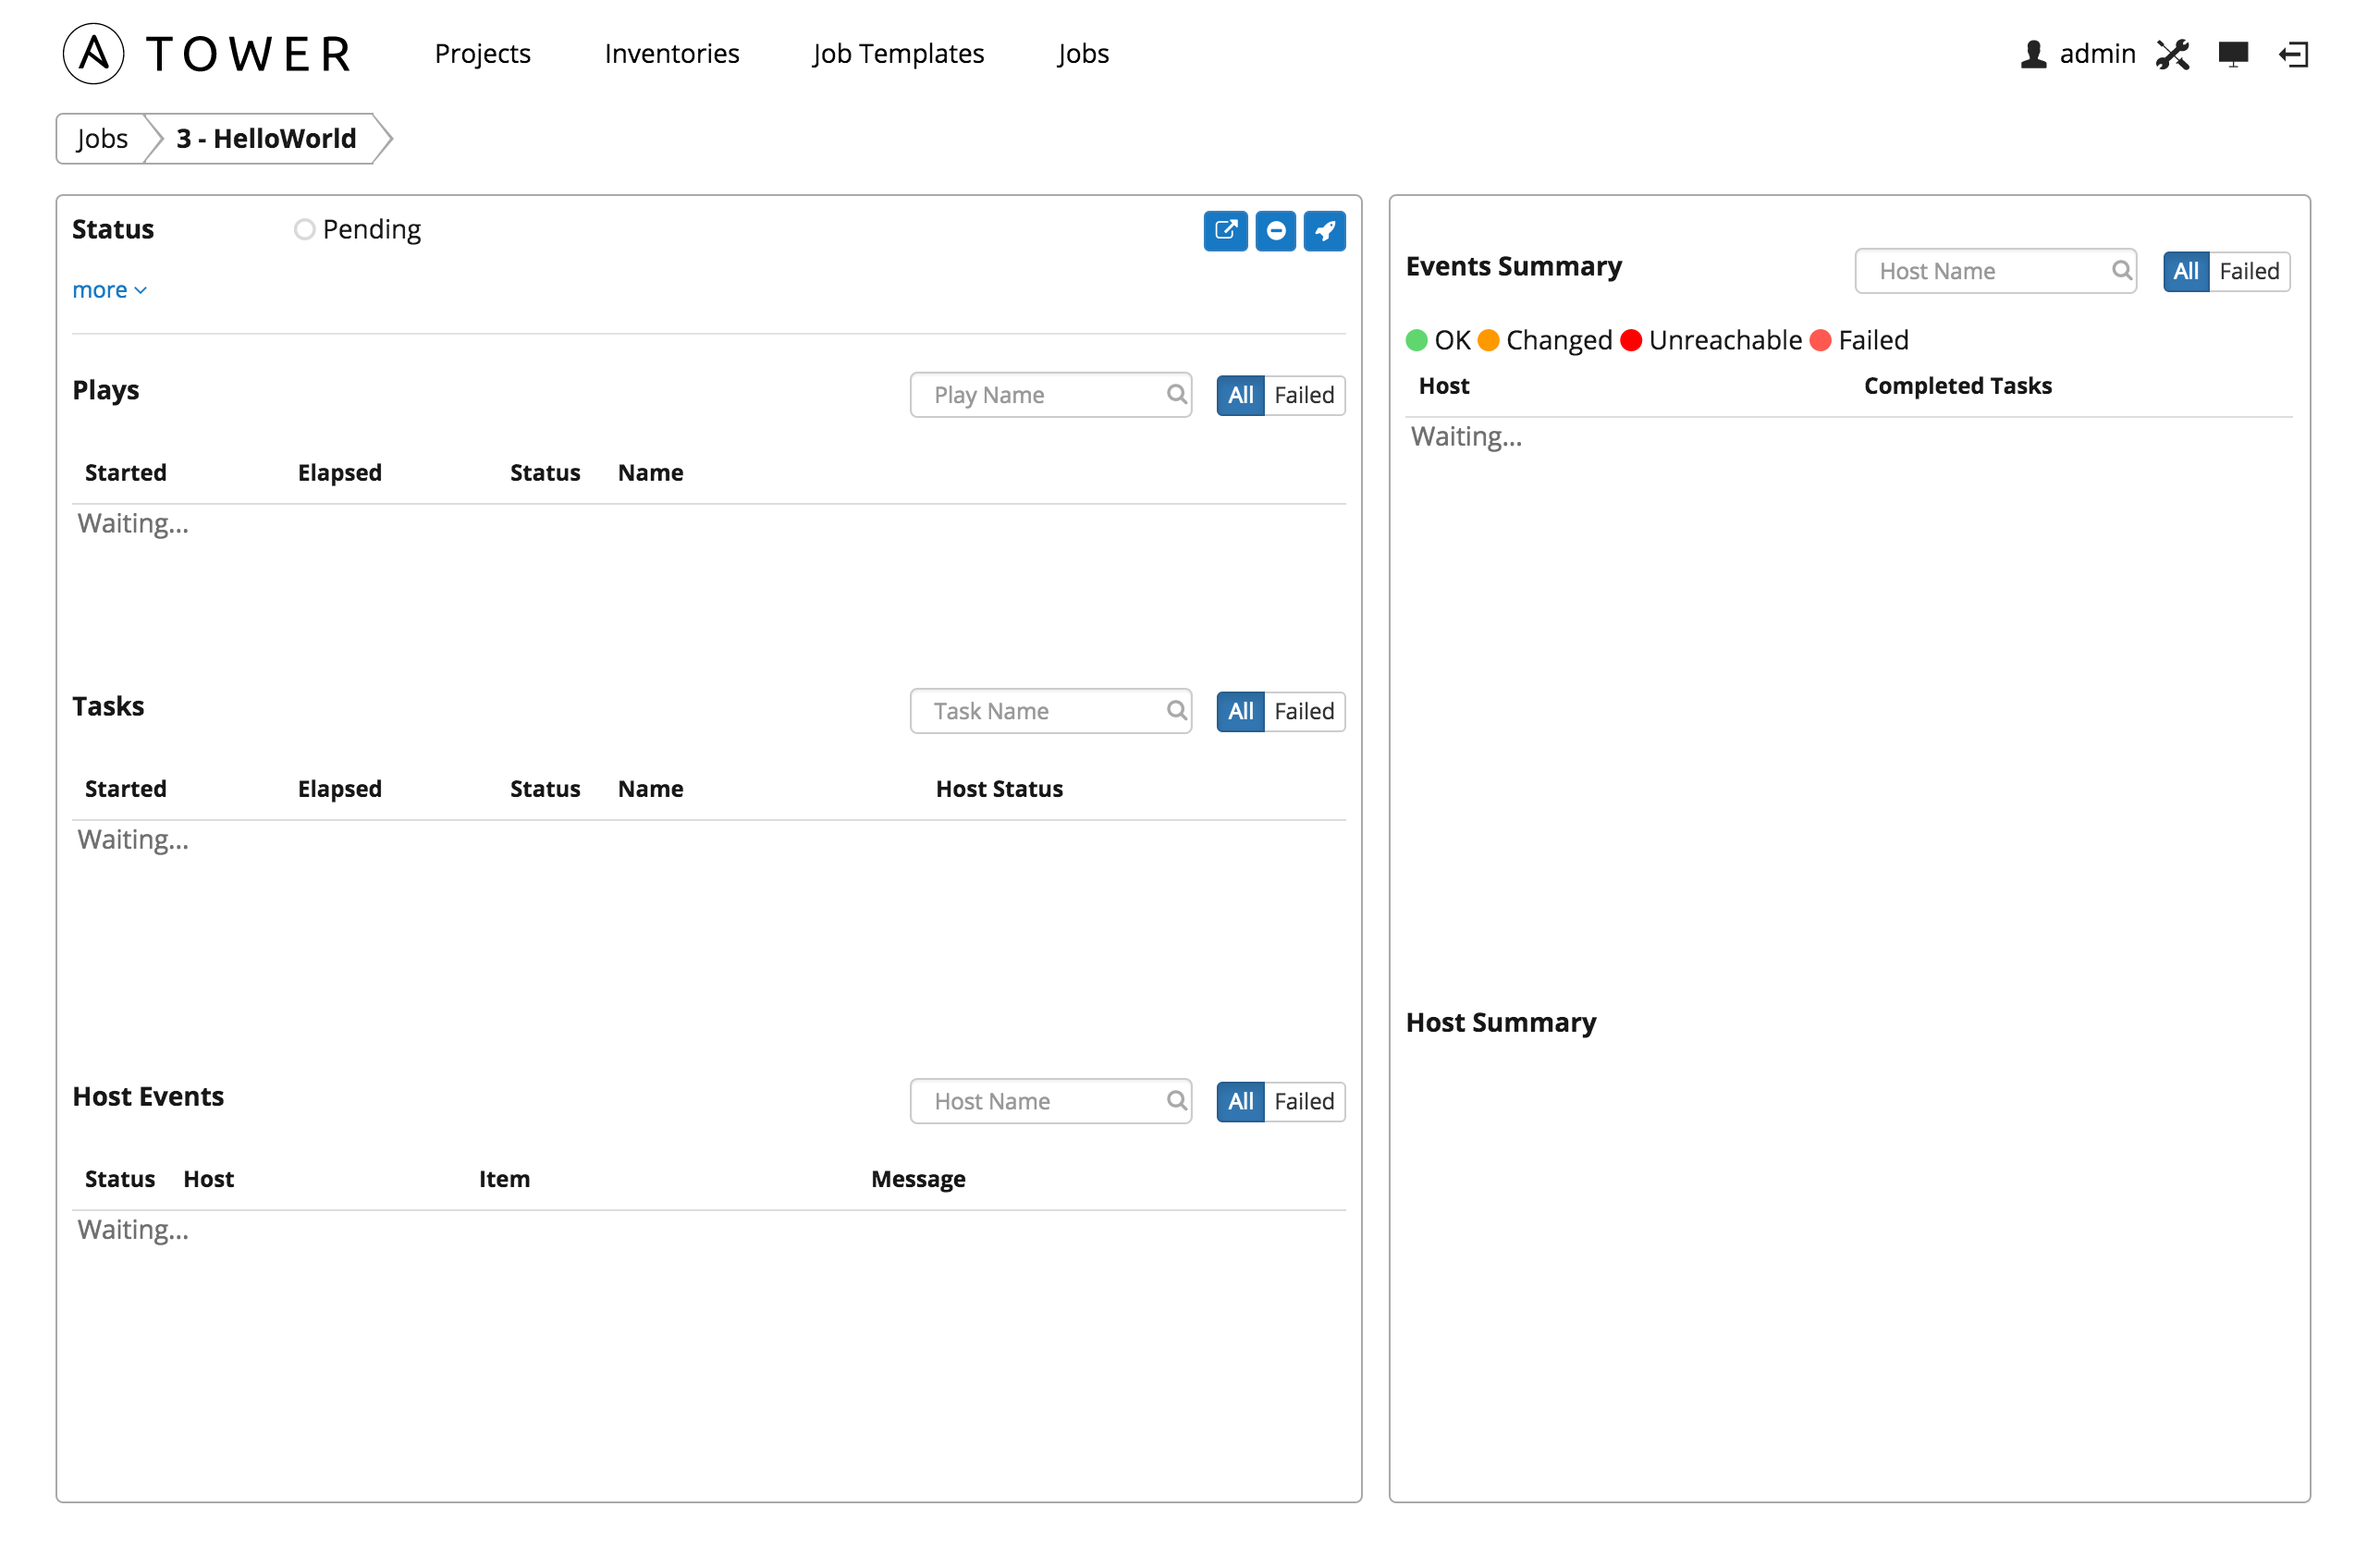 TOWER Projects Inventories Job Templates Jobs admin
Jobs 3 - HelloWorld
Status Pending
more
Plays Play Name All Failed
Started Elapsed Status Name
Waiting...
Tasks Task Name All Failed
Started Elapsed Status Name Host Status
Waiting...
Host Events Host Name All Failed
Status Host Item Message
Waiting...
Events Summary Host Name All Failed
OK Changed Unreachable Failed
Host Completed Tasks
Waiting...
Host Summary